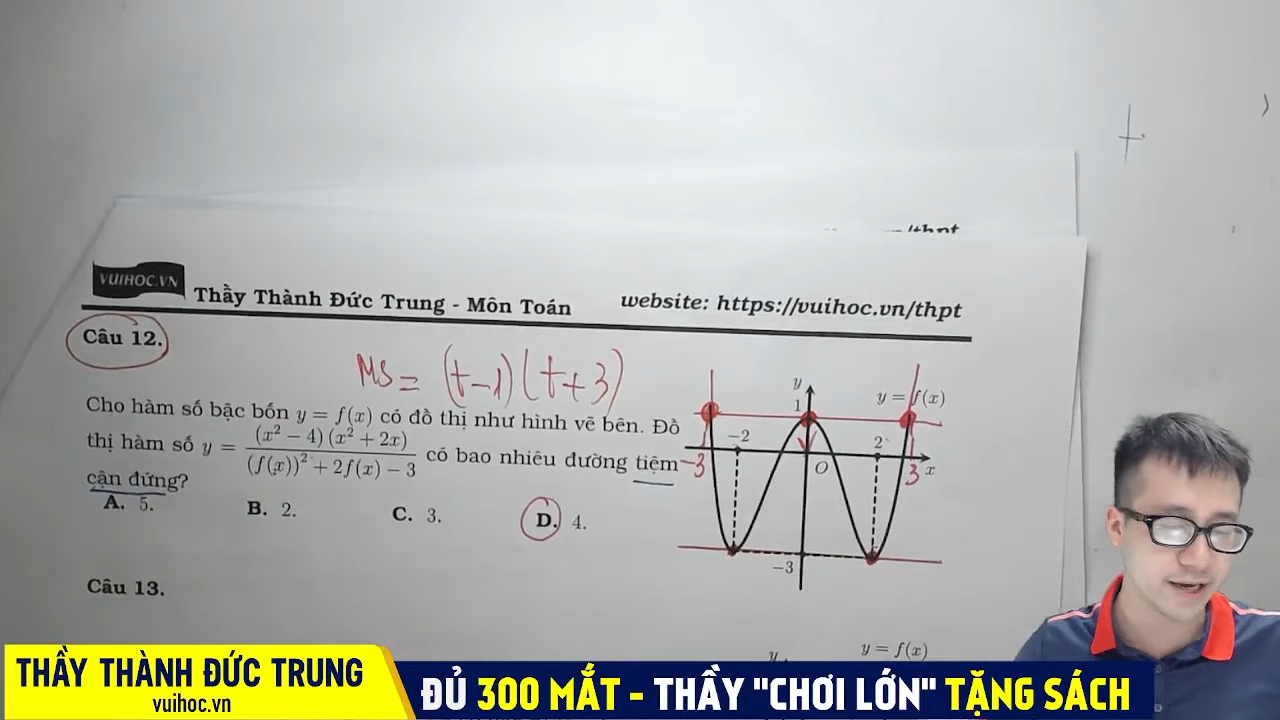 /thpt
VUIHOC.VN
Thầy Thành Đức Trung - Môn Toán
website: https://vuihoc.vn/thpt
Câu 12.
MS = (t-1)(t+3)
Cho hàm số bậc bốn y = f(x) có đồ thị như hình vẽ bên. Đồ
thị hàm số y = (x² − 4)(x² + 2x) / ((f(x))² + 2f(x) − 3) có bao nhiêu đường tiệm
cận đứng?
A. 5. B. 2. C. 3. D. 4.
y
1
y = f(x)
−2
2
-3
O
3
x
−3
Câu 13.
y
y = f(x)
THẦY THÀNH ĐỨC TRUNG
vuihoc.vn
ĐỦ 300 MẮT - THẦY "CHƠI LỚN" TẶNG SÁCH